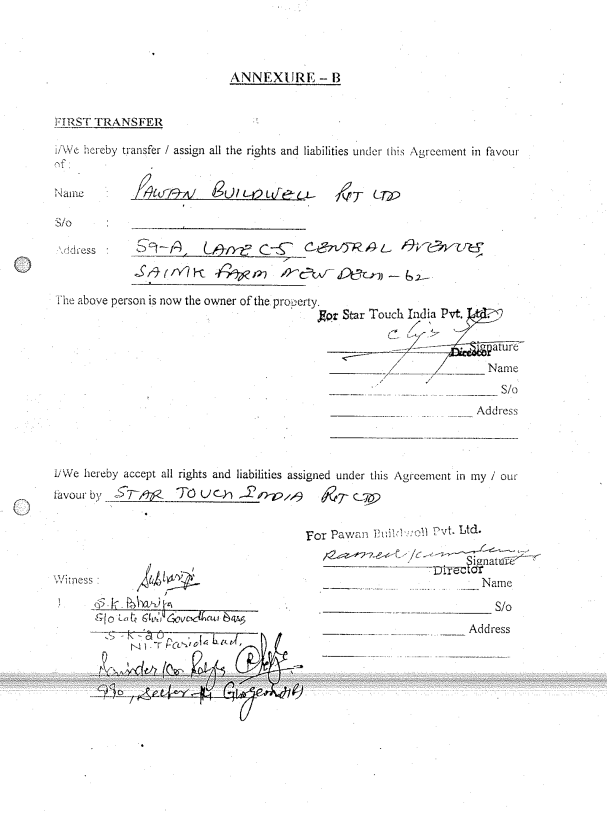 ANNEXURE – B
FIRST TRANSFER
I/We hereby transfer / assign all the rights and liabilities under this Agreement in favour
of :
Name : PAWAN BUILDWELL PVT LTD
S/o :
Address : 59-A, LANE C-5 CENTRAL AVENUE,
SAINIK FARM NEW DELHI - 62
The above person is now the owner of the property.
For Star Touch India Pvt. Ltd.
Signature
Director
Name
S/o
Address
I/We hereby accept all rights and liabilities assigned under this Agreement in my / our
favour by STAR TOUCH INDIA PVT LTD
For Pawan Buildwell Pvt. Ltd.
Signature
Director
Witness :
Name
1 S.K. Paharija
S/o
S/o Late Shri Govardhan Dass
Address
5-K-20
N.I.T Faridabad,
990, Sector